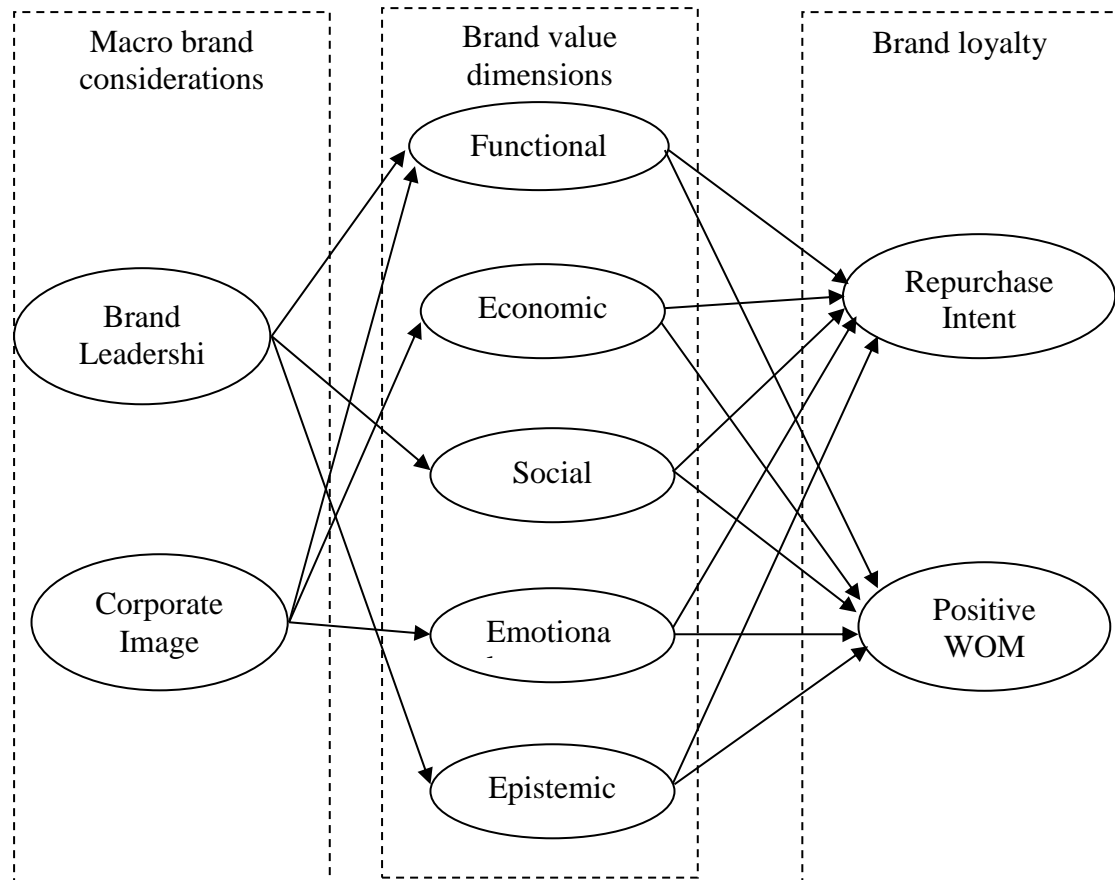 Macro brand
considerations
Brand
Leadershi
Corporate
Image
Brand value
dimensions
Functional
Economic
Social
Emotiona
Epistemic
Brand loyalty
Repurchase
Intent
Positive
WOM